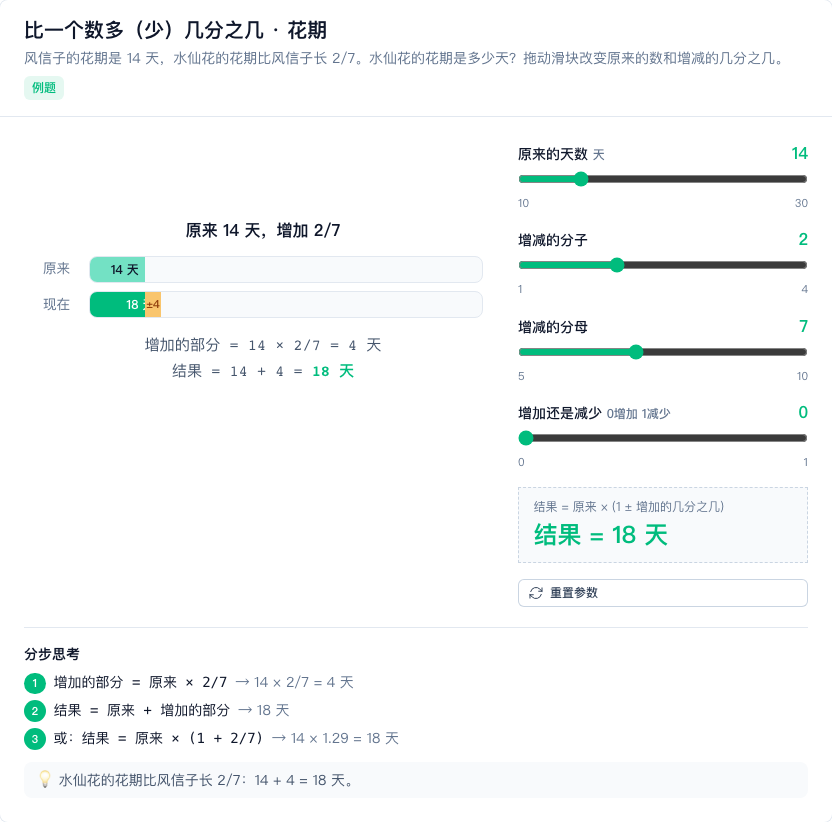 比一个数多（少）几分之几 · 花期
风信子的花期是 14 天，水仙花的花期比风信子长 2/7。水仙花的花期是多少天？拖动滑块改变原来的数和增减的几分之几。
例题
原来 14 天，增加 2/7
原来
14 天
现在
18
±4
增加的部分 = 14 × 2/7 = 4 天
结果 = 14 + 4 = 18 天
原来的天数 天
14
10
30
增减的分子
2
1
4
增减的分母
7
5
10
增加还是减少 0增加 1减少
0
0
1
结果 = 原来 × (1 ± 增加的几分之几)
结果 = 18 天
重置参数
分步思考
1 增加的部分 = 原来 × 2/7 → 14 × 2/7 = 4 天
2 结果 = 原来 + 增加的部分 → 18 天
3 或: 结果 = 原来 × (1 + 2/7) → 14 × 1.29 = 18 天
水仙花的花期比风信子长 2/7：14 + 4 = 18 天。